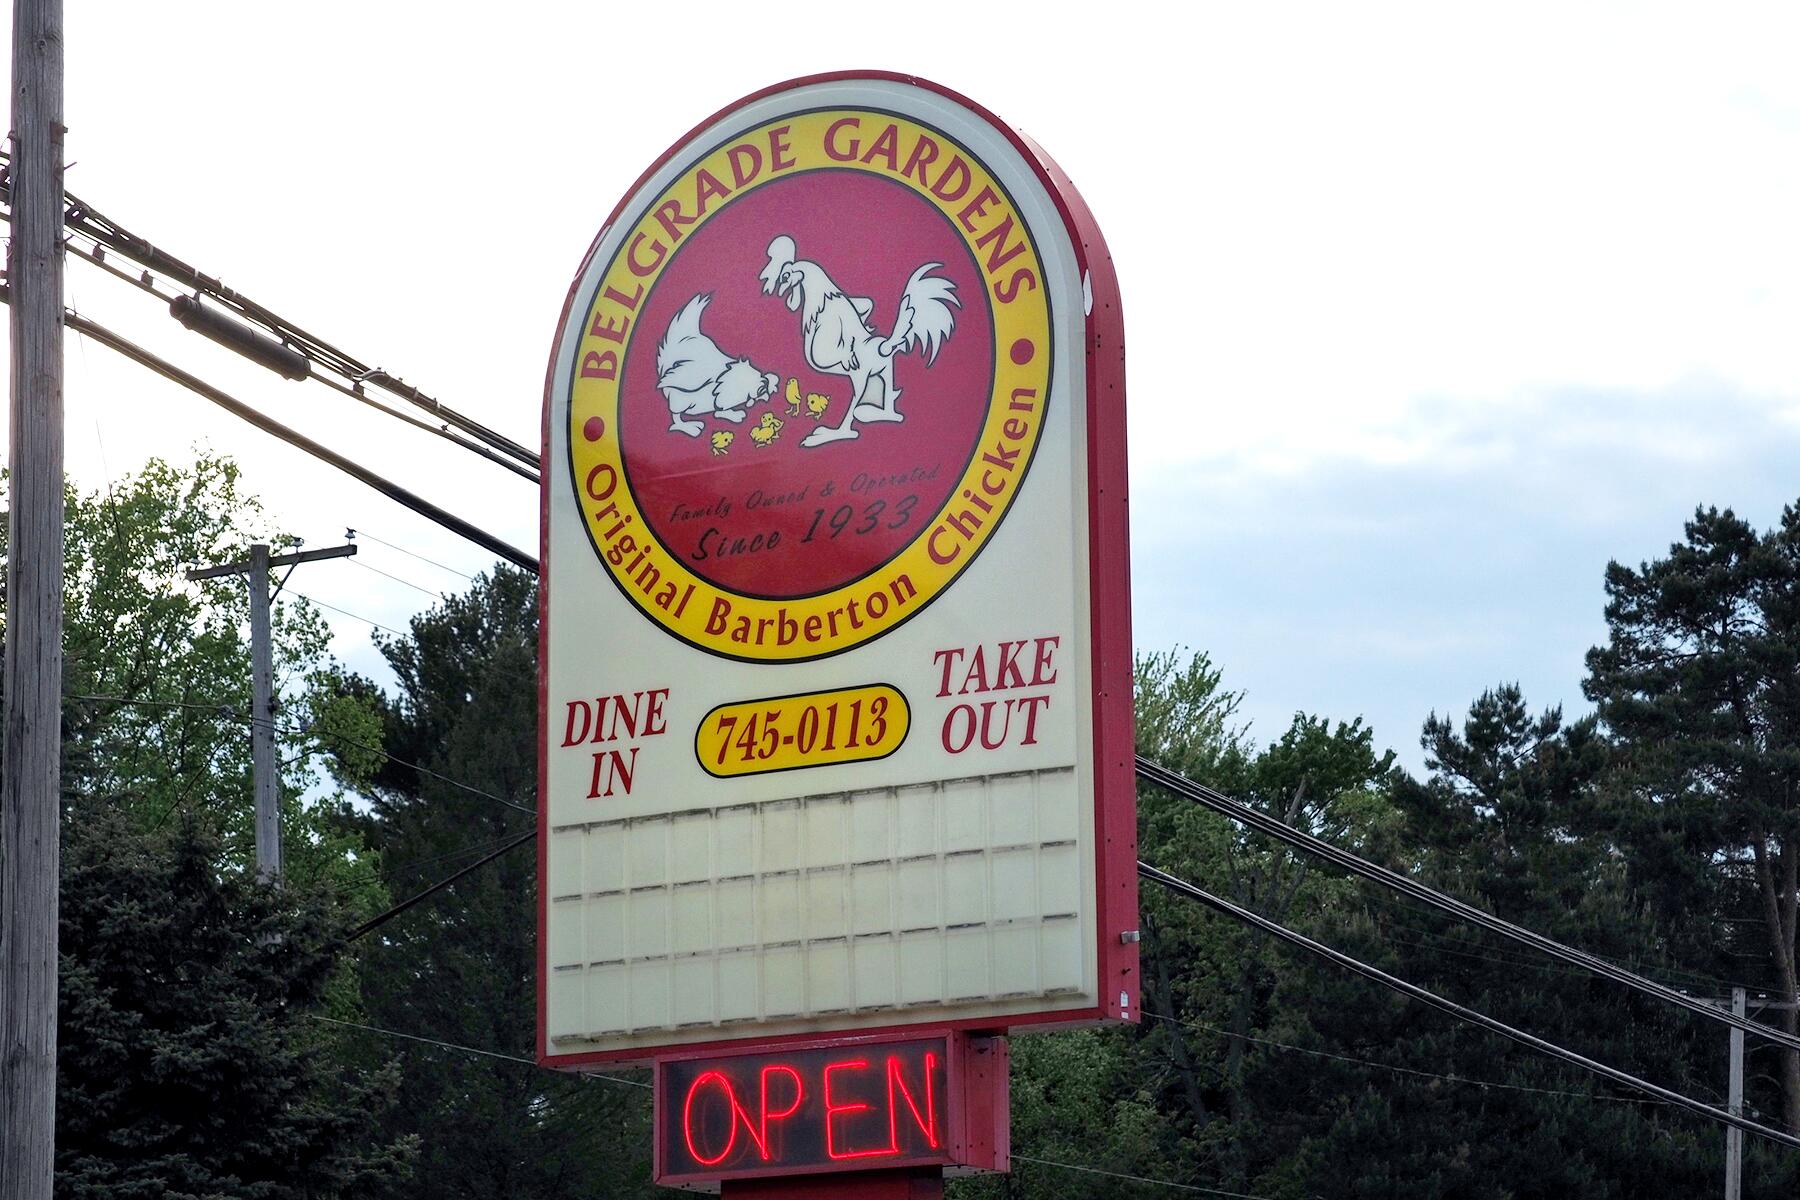 BELGRADE GARDENS
Family Owned & Operated
Since 1933
Original Barberton Chicken
DINE
IN
745-0113
TAKE
OUT
OPEN